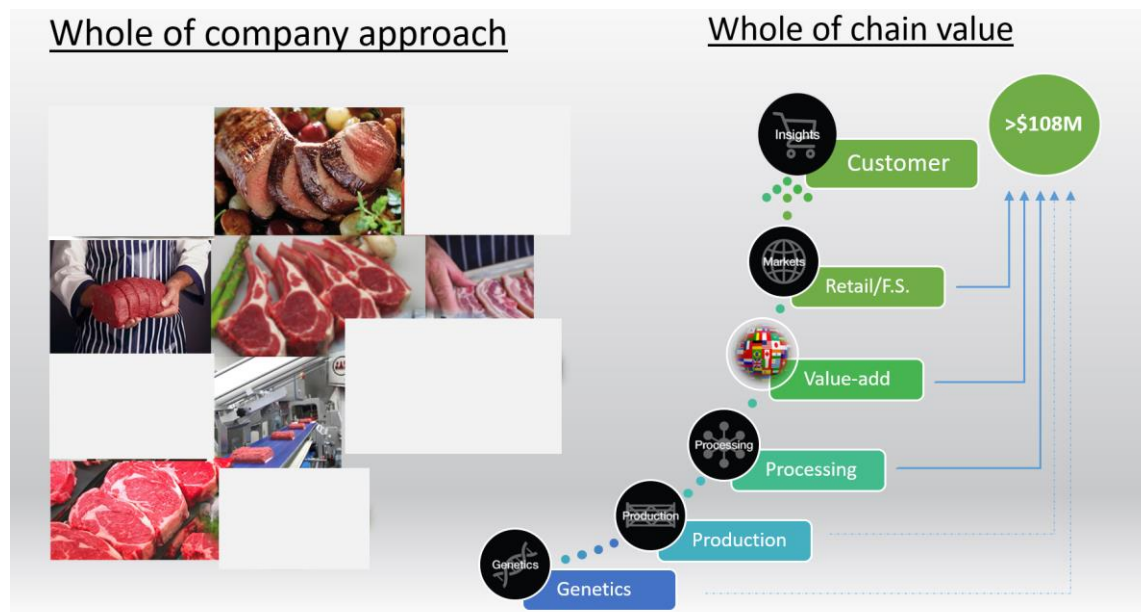 Whole of company approach
Whole of chain value
>$108M
Insights
Customer
Markets
Retail/F.S.
Value-add
Processing
Processing
Production
Production
Genetics
Genetics